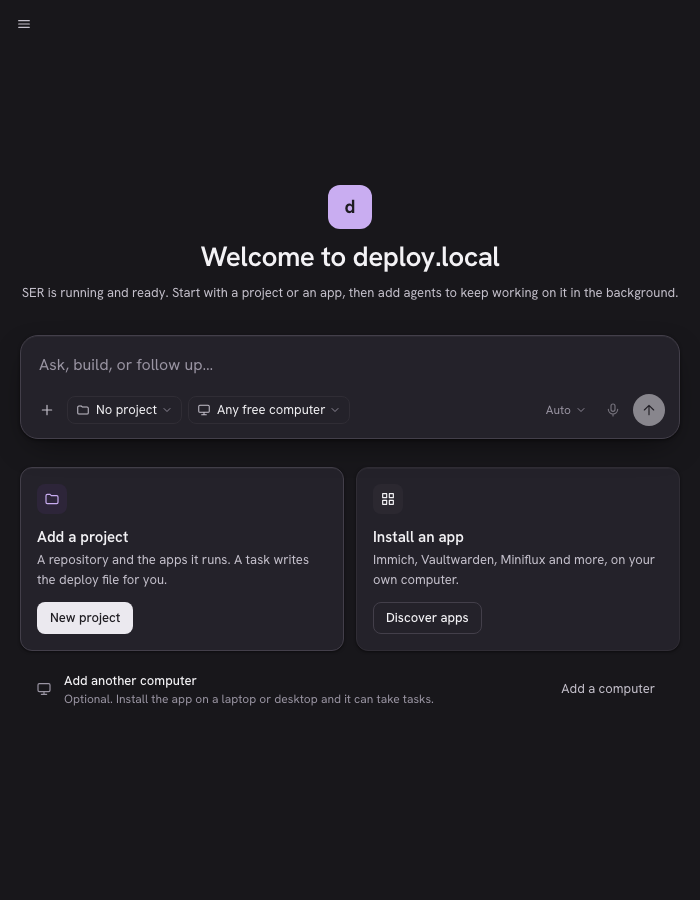 d
Welcome to deploy.local
SER is running and ready. Start with a project or an app, then add agents to keep working on it in the background.
Ask, build, or follow up...
No project
Any free computer
Auto
Add a project
A repository and the apps it runs. A task writes
the deploy file for you.
New project
Install an app
Immich, Vaultwarden, Miniflux and more, on your
own computer.
Discover apps
Add another computer
Optional. Install the app on a laptop or desktop and it can take tasks.
Add a computer